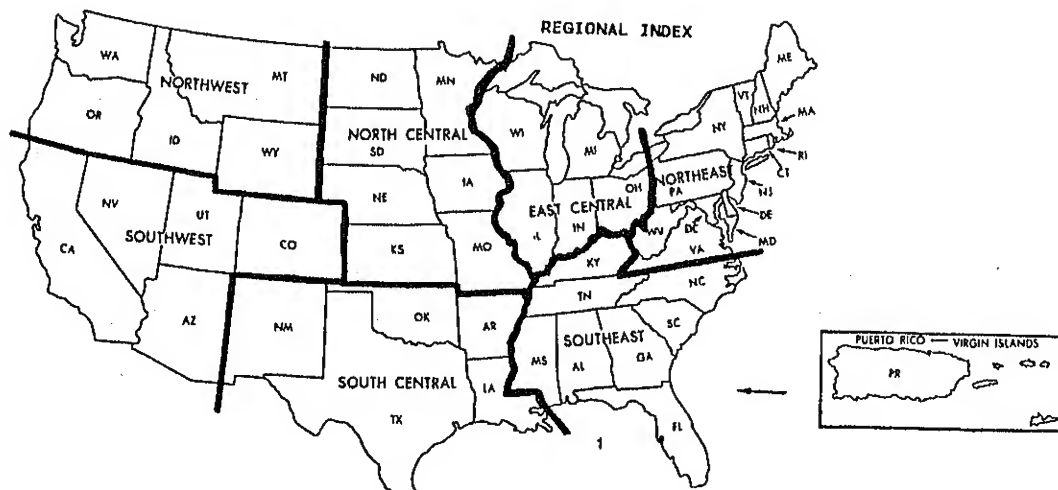 REGIONAL INDEX
WA
MT
ND
MN
ME
NORTHWEST
VT
NH
MA
OR
ID
WY
NORTH CENTRAL
SD
WI
MI
NY
RI
CT
NORTHEAST
PA
NJ
IA
NE
OH
EAST CENTRAL
IL
IN
WV
DC
DE
MD
NV
UT
SOUTHWEST
CO
CA
KS
MO
KY
VA
NC
TN
AZ
NM
OK
AR
SC
SOUTHEAST
MS
AL
GA
SOUTH CENTRAL
LA
TX
FL
PUERTO RICO — VIRGIN ISLANDS
PR
1